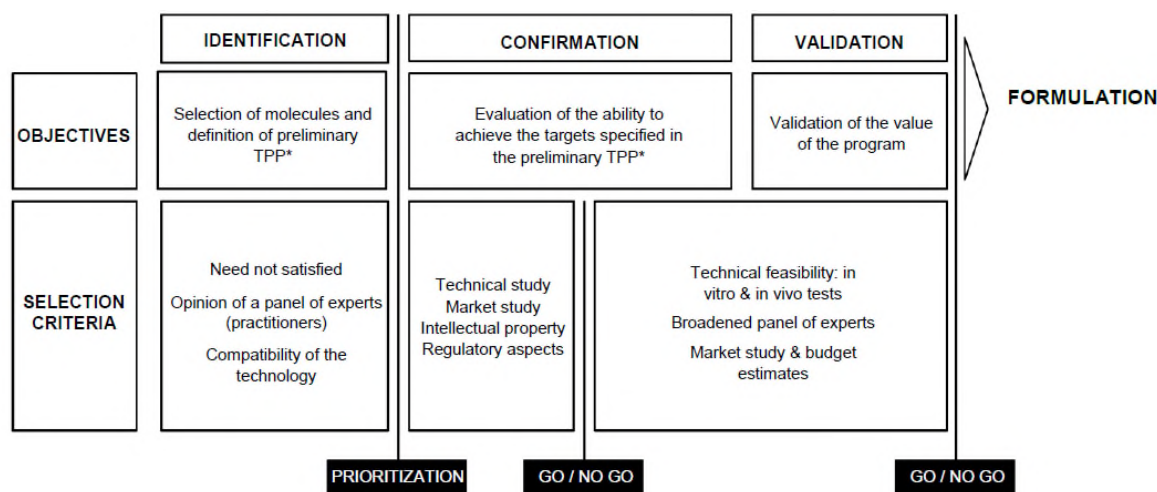 IDENTIFICATION
CONFIRMATION
VALIDATION
FORMULATION
OBJECTIVES
Selection of molecules and
definition of preliminary
TPP*
Evaluation of the ability to
achieve the targets specified in
the preliminary TPP*
Validation of the value
of the program
SELECTION
CRITERIA
Need not satisfied
Opinion of a panel of experts
(practitioners)
Compatibility of the
technology
Technical study
Market study
Intellectual property
Regulatory aspects
Technical feasibility: in
vitro & in vivo tests
Broadened panel of experts
Market study & budget
estimates
PRIORITIZATION
GO / NO GO
GO / NO GO